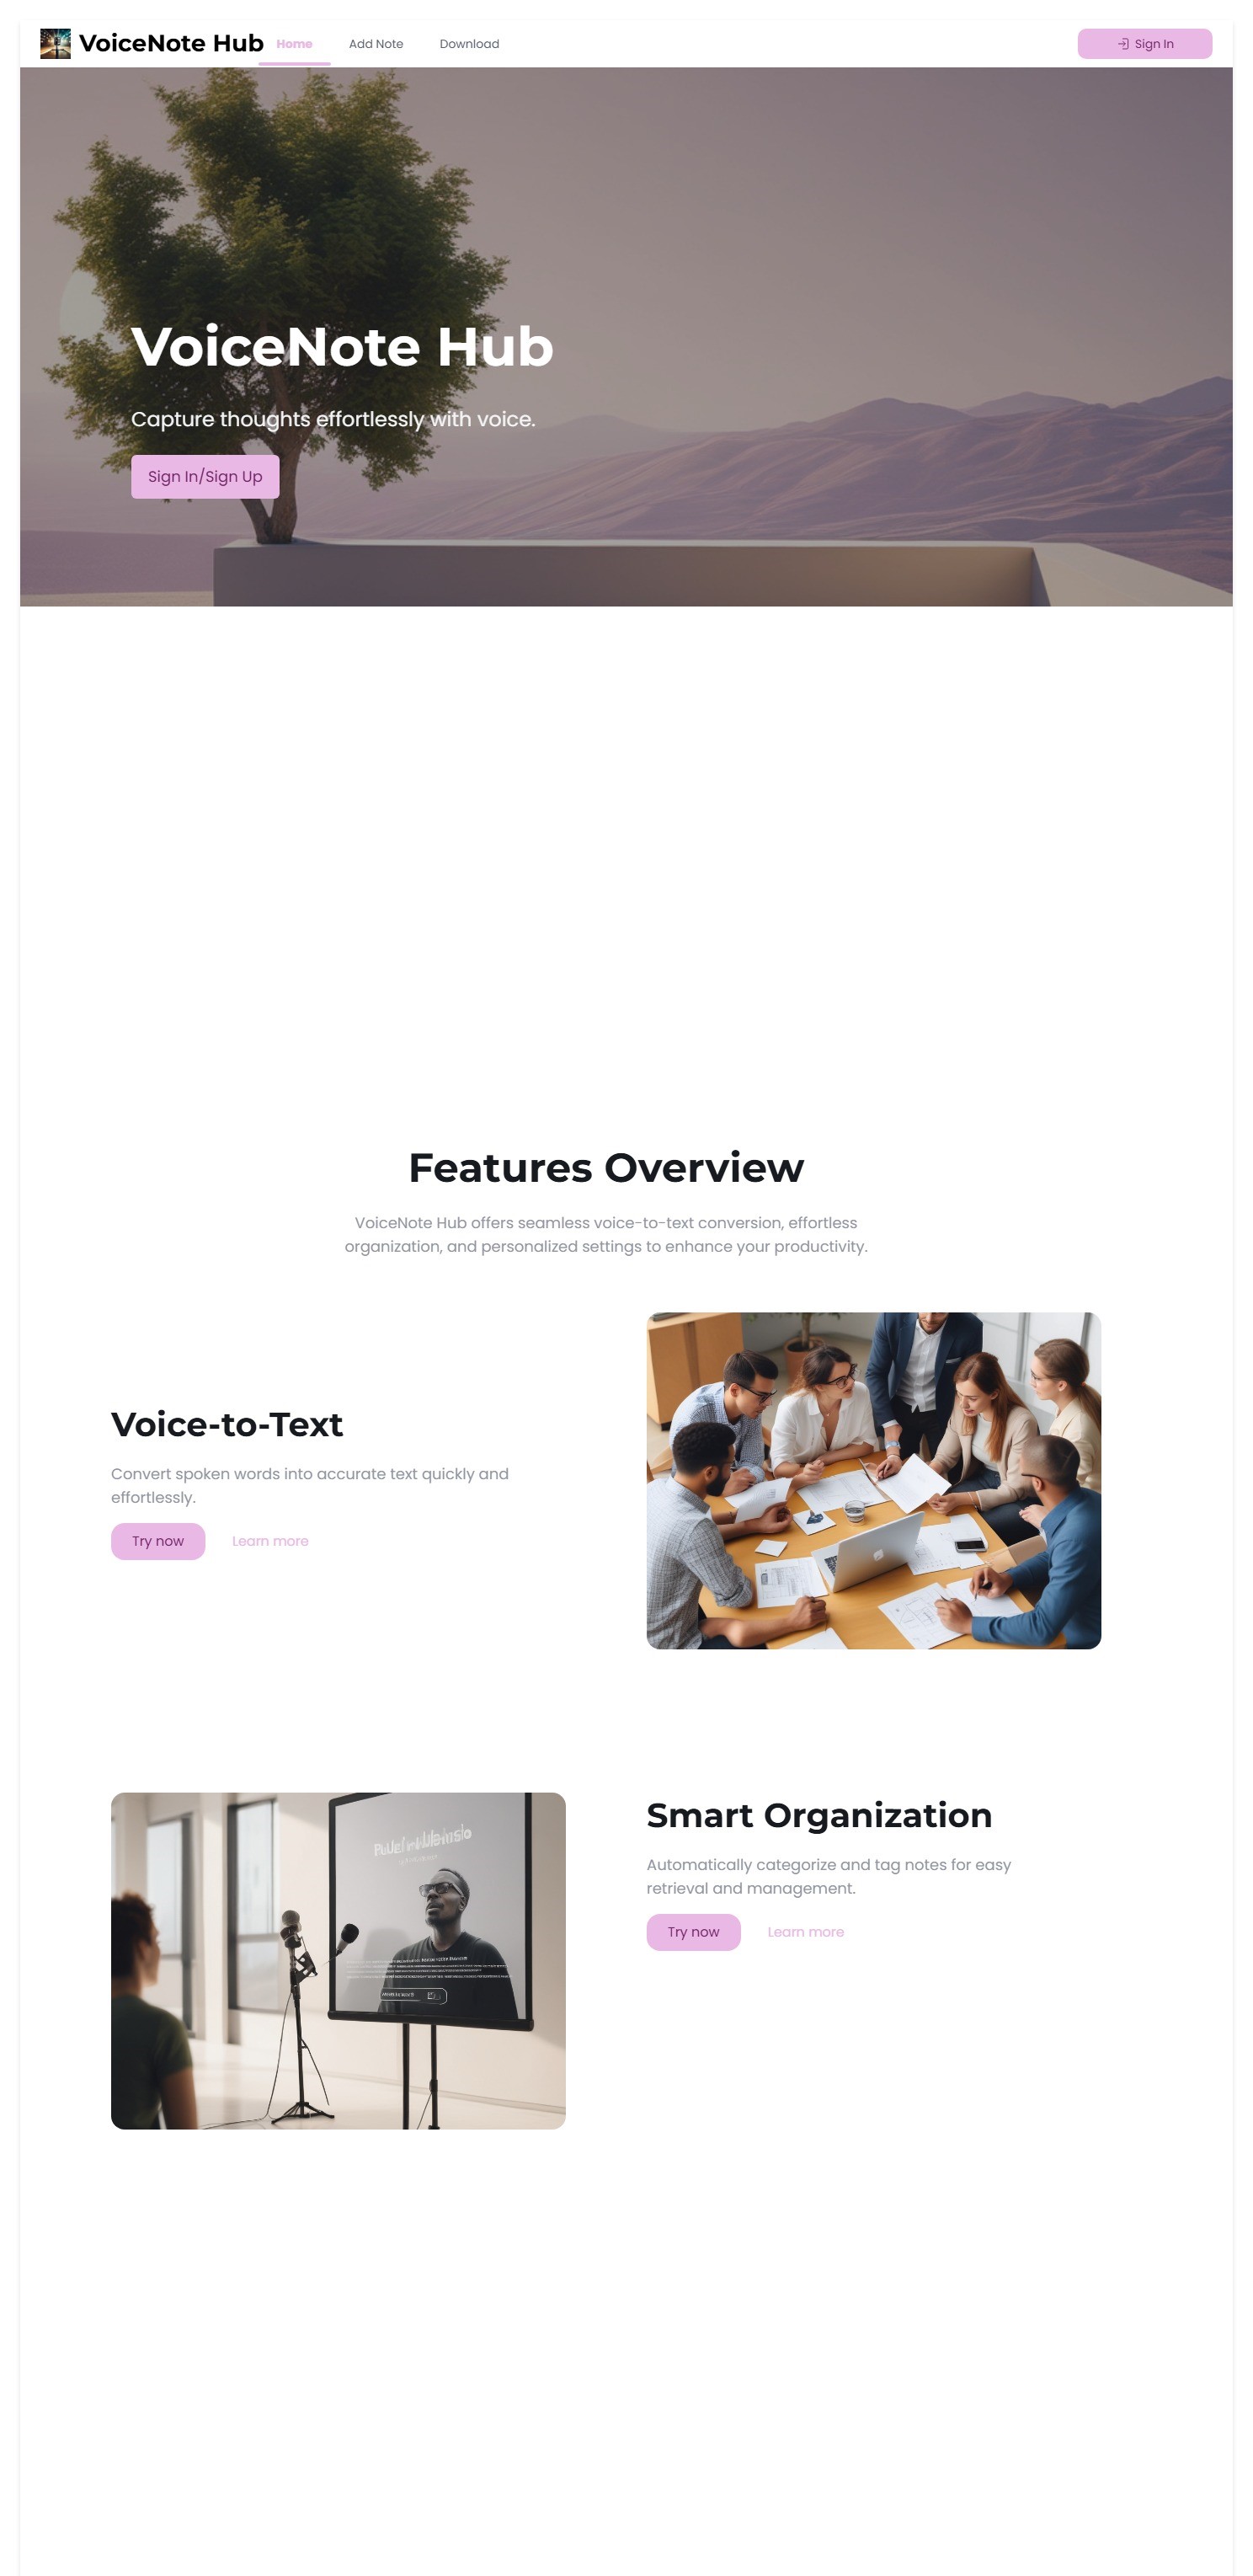 VoiceNote Hub
Home
Add Note
Download
Sign In
VoiceNote Hub
Capture thoughts effortlessly with voice.
Sign In/Sign Up
Features Overview
VoiceNote Hub offers seamless voice-to-text conversion, effortless
organization, and personalized settings to enhance your productivity.
Voice-to-Text
Convert spoken words into accurate text quickly and
effortlessly.
Try now
Learn more
Smart Organization
Automatically categorize and tag notes for easy
retrieval and management.
Try now
Learn more